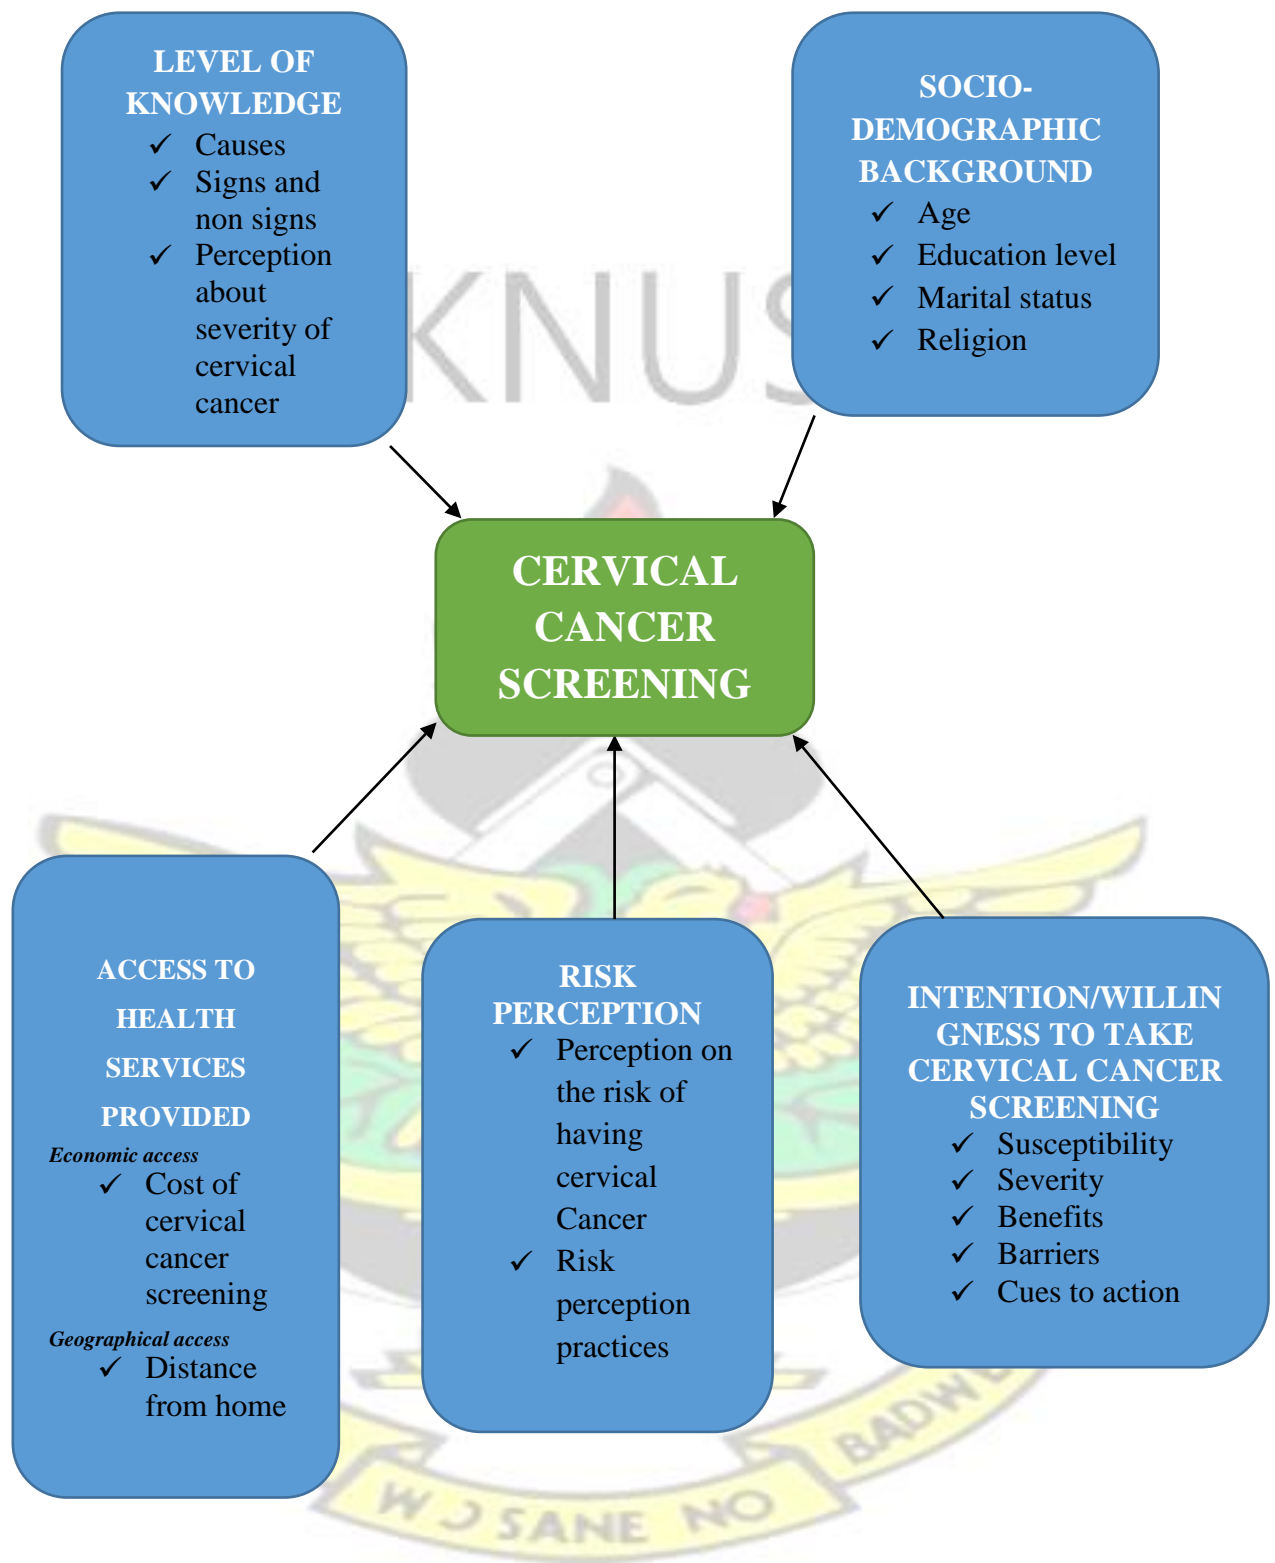 LEVEL OF
KNOWLEDGE
✓ Causes
✓ Signs and
non signs
✓ Perception
about
severity of
cervical
cancer
SOCIO-
DEMOGRAPHIC
BACKGROUND
✓ Age
✓ Education level
✓ Marital status
✓ Religion
KNUS
CERVICAL
CANCER
SCREENING
ACCESS TO
HEALTH
SERVICES
PROVIDED
Economic access
✓ Cost of
cervical
cancer
screening
Geographical access
✓ Distance
from home
RISK
PERCEPTION
✓ Perception on
the risk of
having
cervical
Cancer
✓ Risk
perception
practices
INTENTION/WILLIN
GNESS TO TAKE
CERVICAL CANCER
SCREENING
✓ Susceptibility
✓ Severity
✓ Benefits
✓ Barriers
✓ Cues to action
W Ɔ SANE NO
BADW